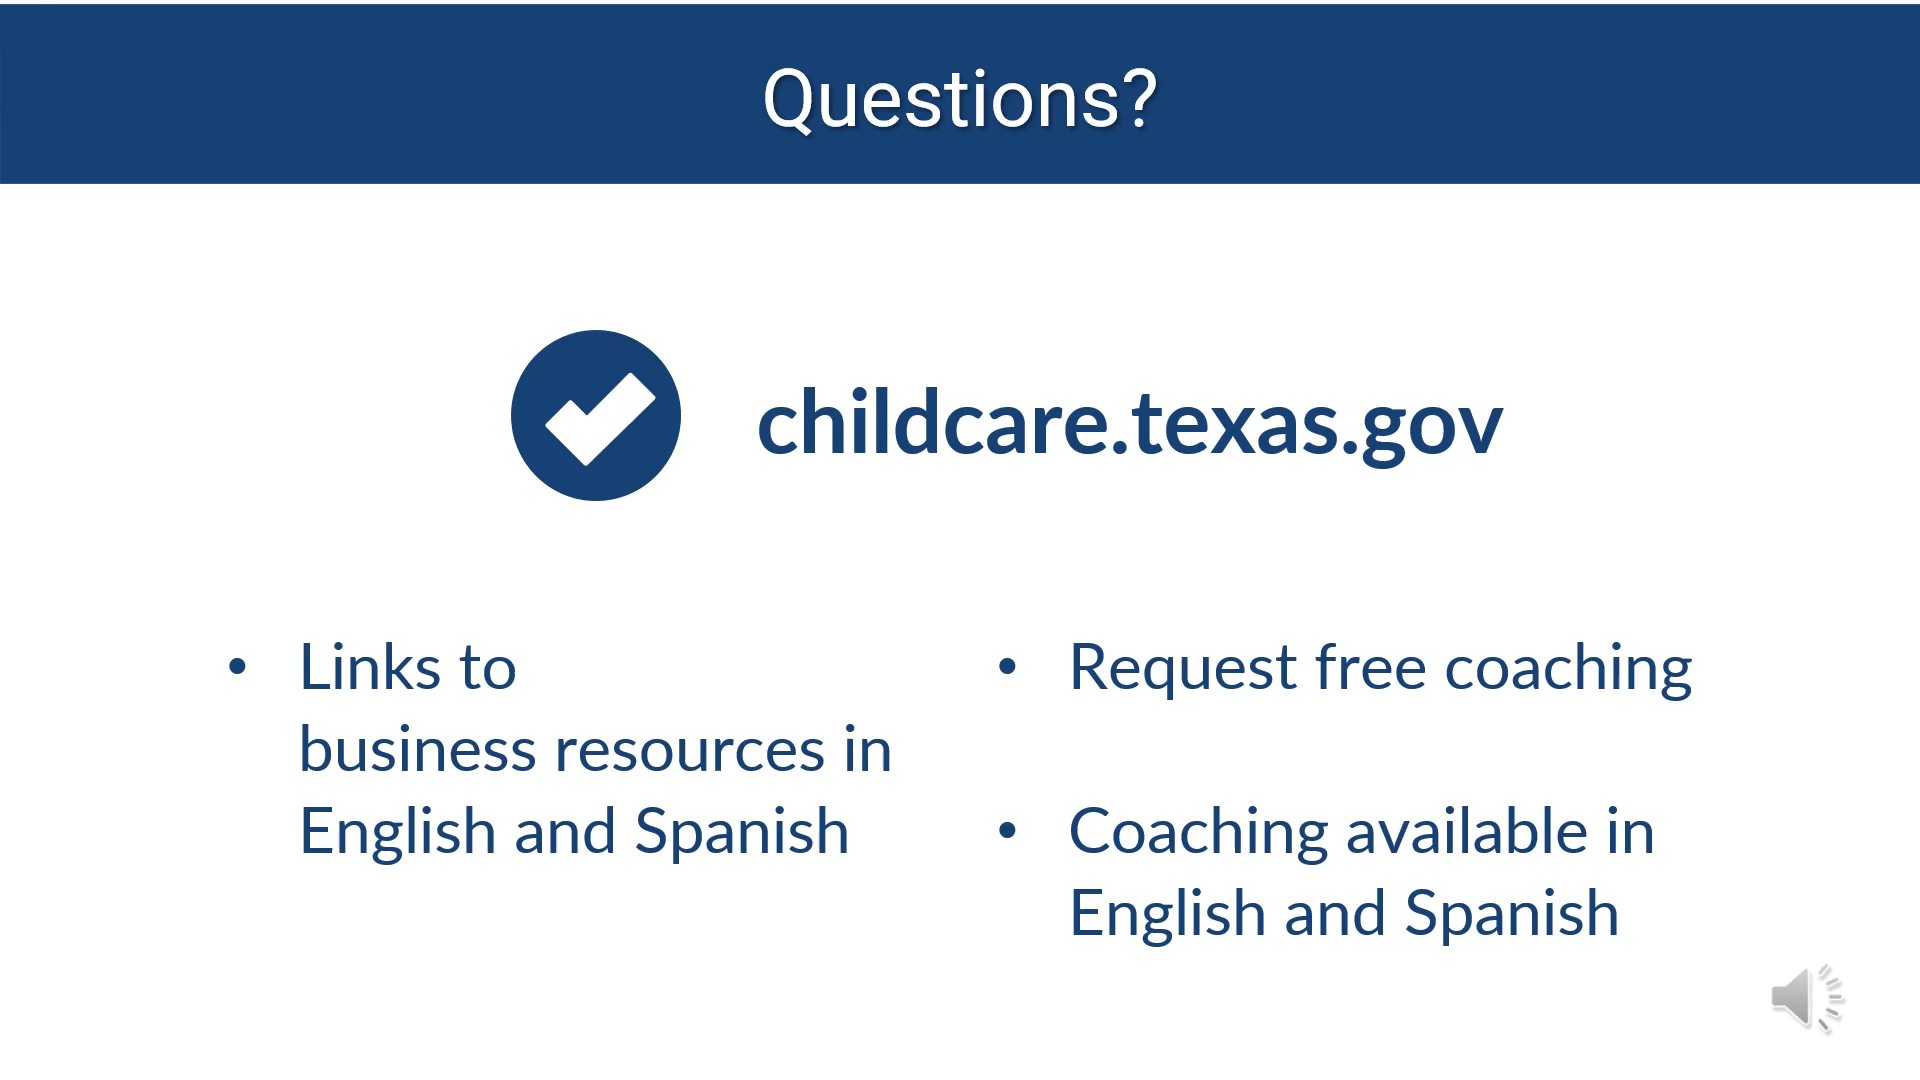 Questions?
childcare.texas.gov
• Links to
business resources in
English and Spanish
• Request free coaching
• Coaching available in
English and Spanish